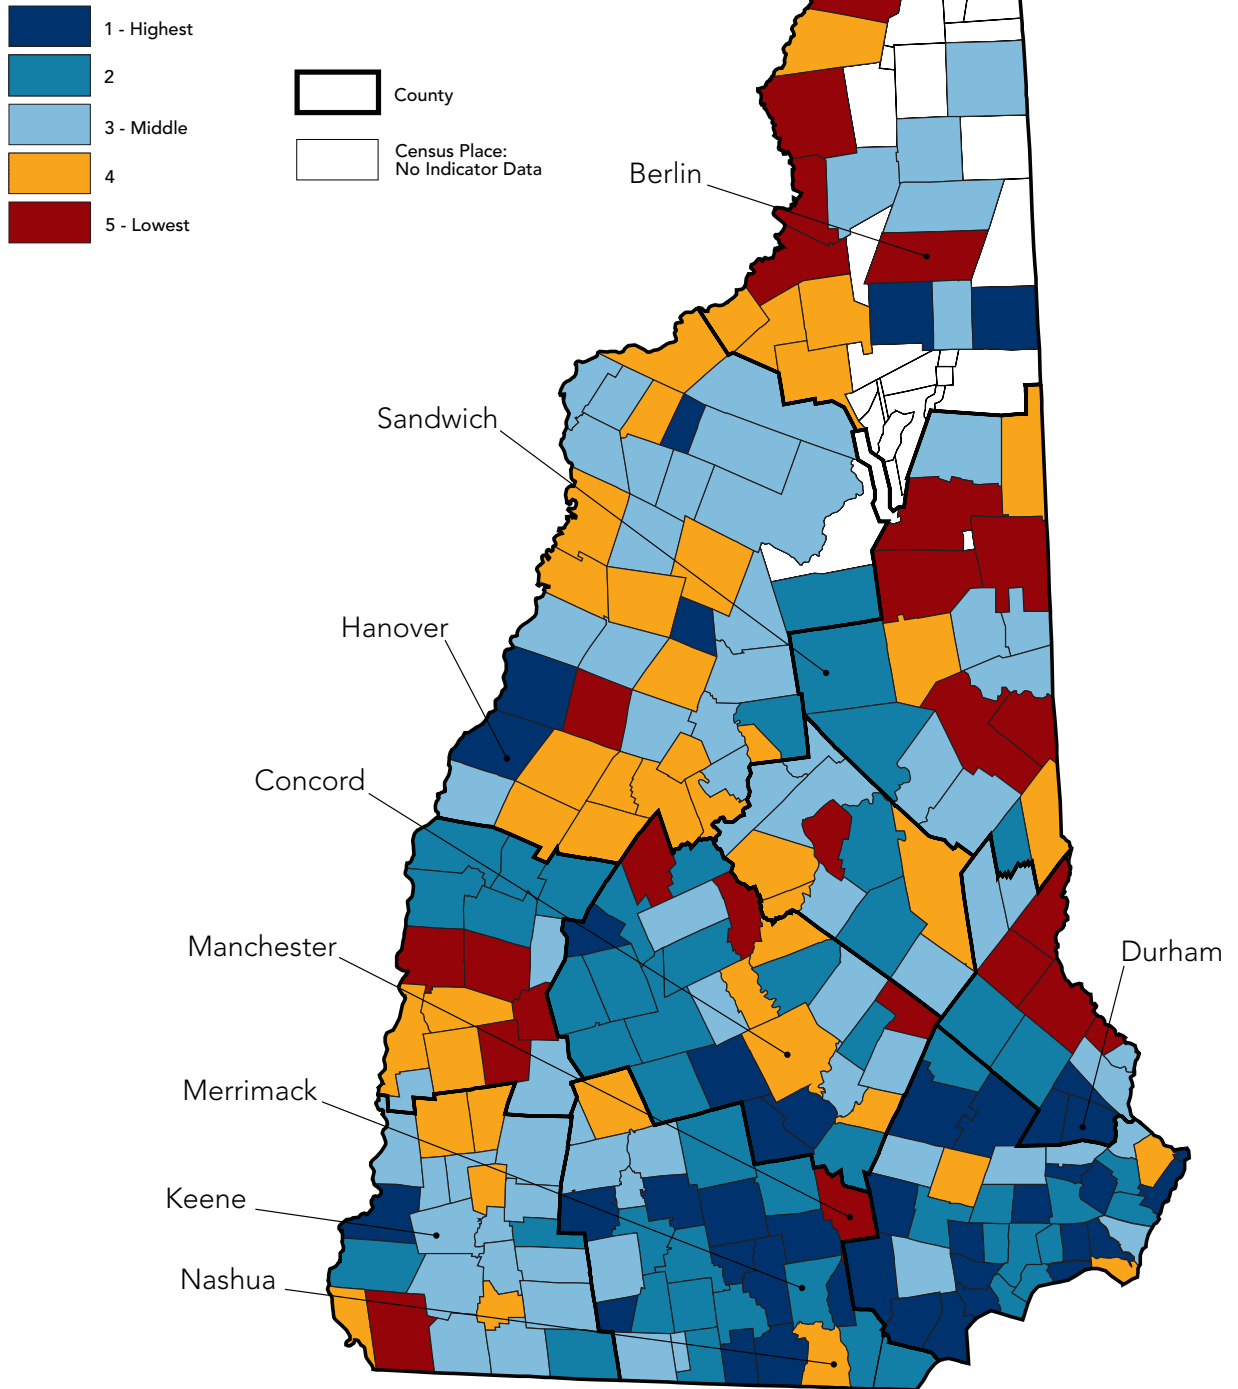 1 - Highest
2
3 - Middle
4
5 - Lowest
County
Census Place:
No Indicator Data
Berlin
Sandwich
Hanover
Concord
Manchester
Durham
Merrimack
Keene
Nashua